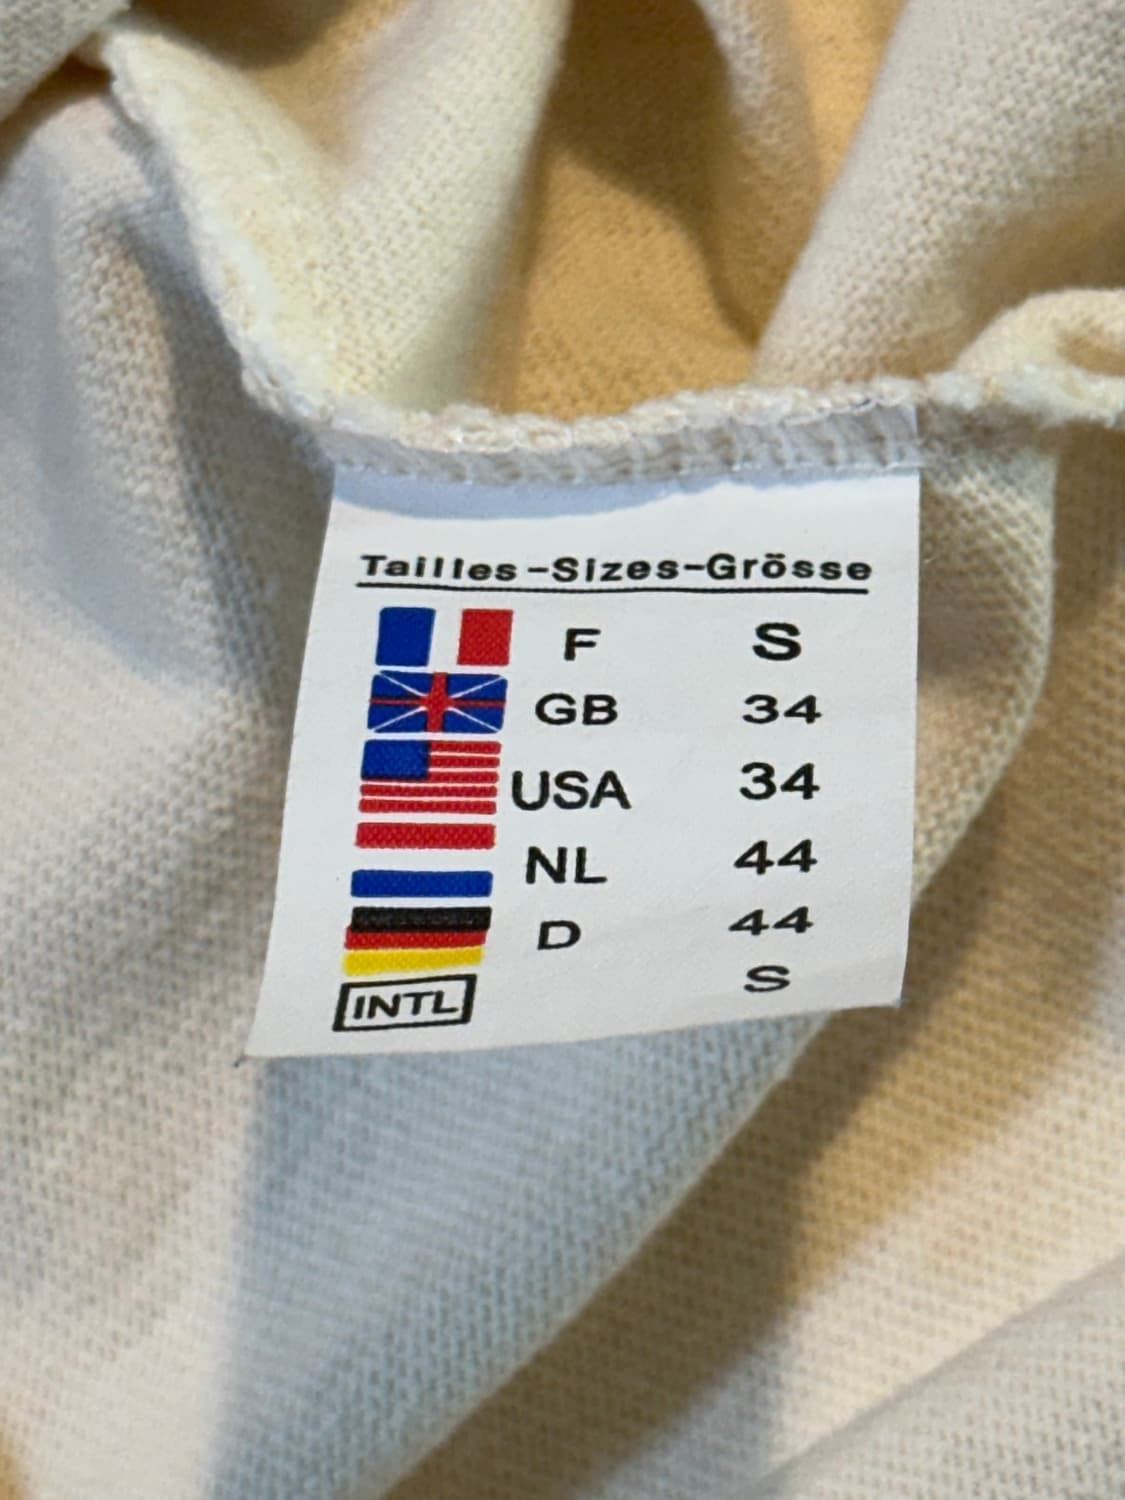 Tailles-Sizes-Grösse
F S
GB 34
USA 34
NL 44
D 44
INTL S